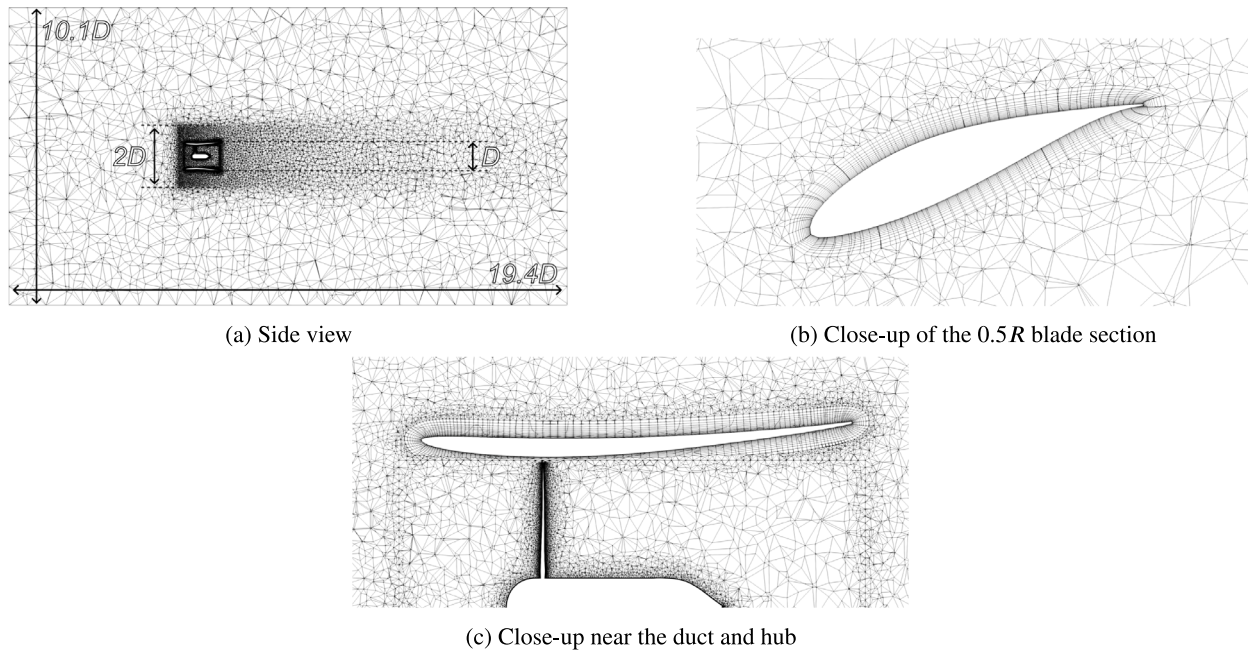 10.1D
2D
D
19.4D
(a) Side view
(b) Close-up of the 0.5R blade section
(c) Close-up near the duct and hub